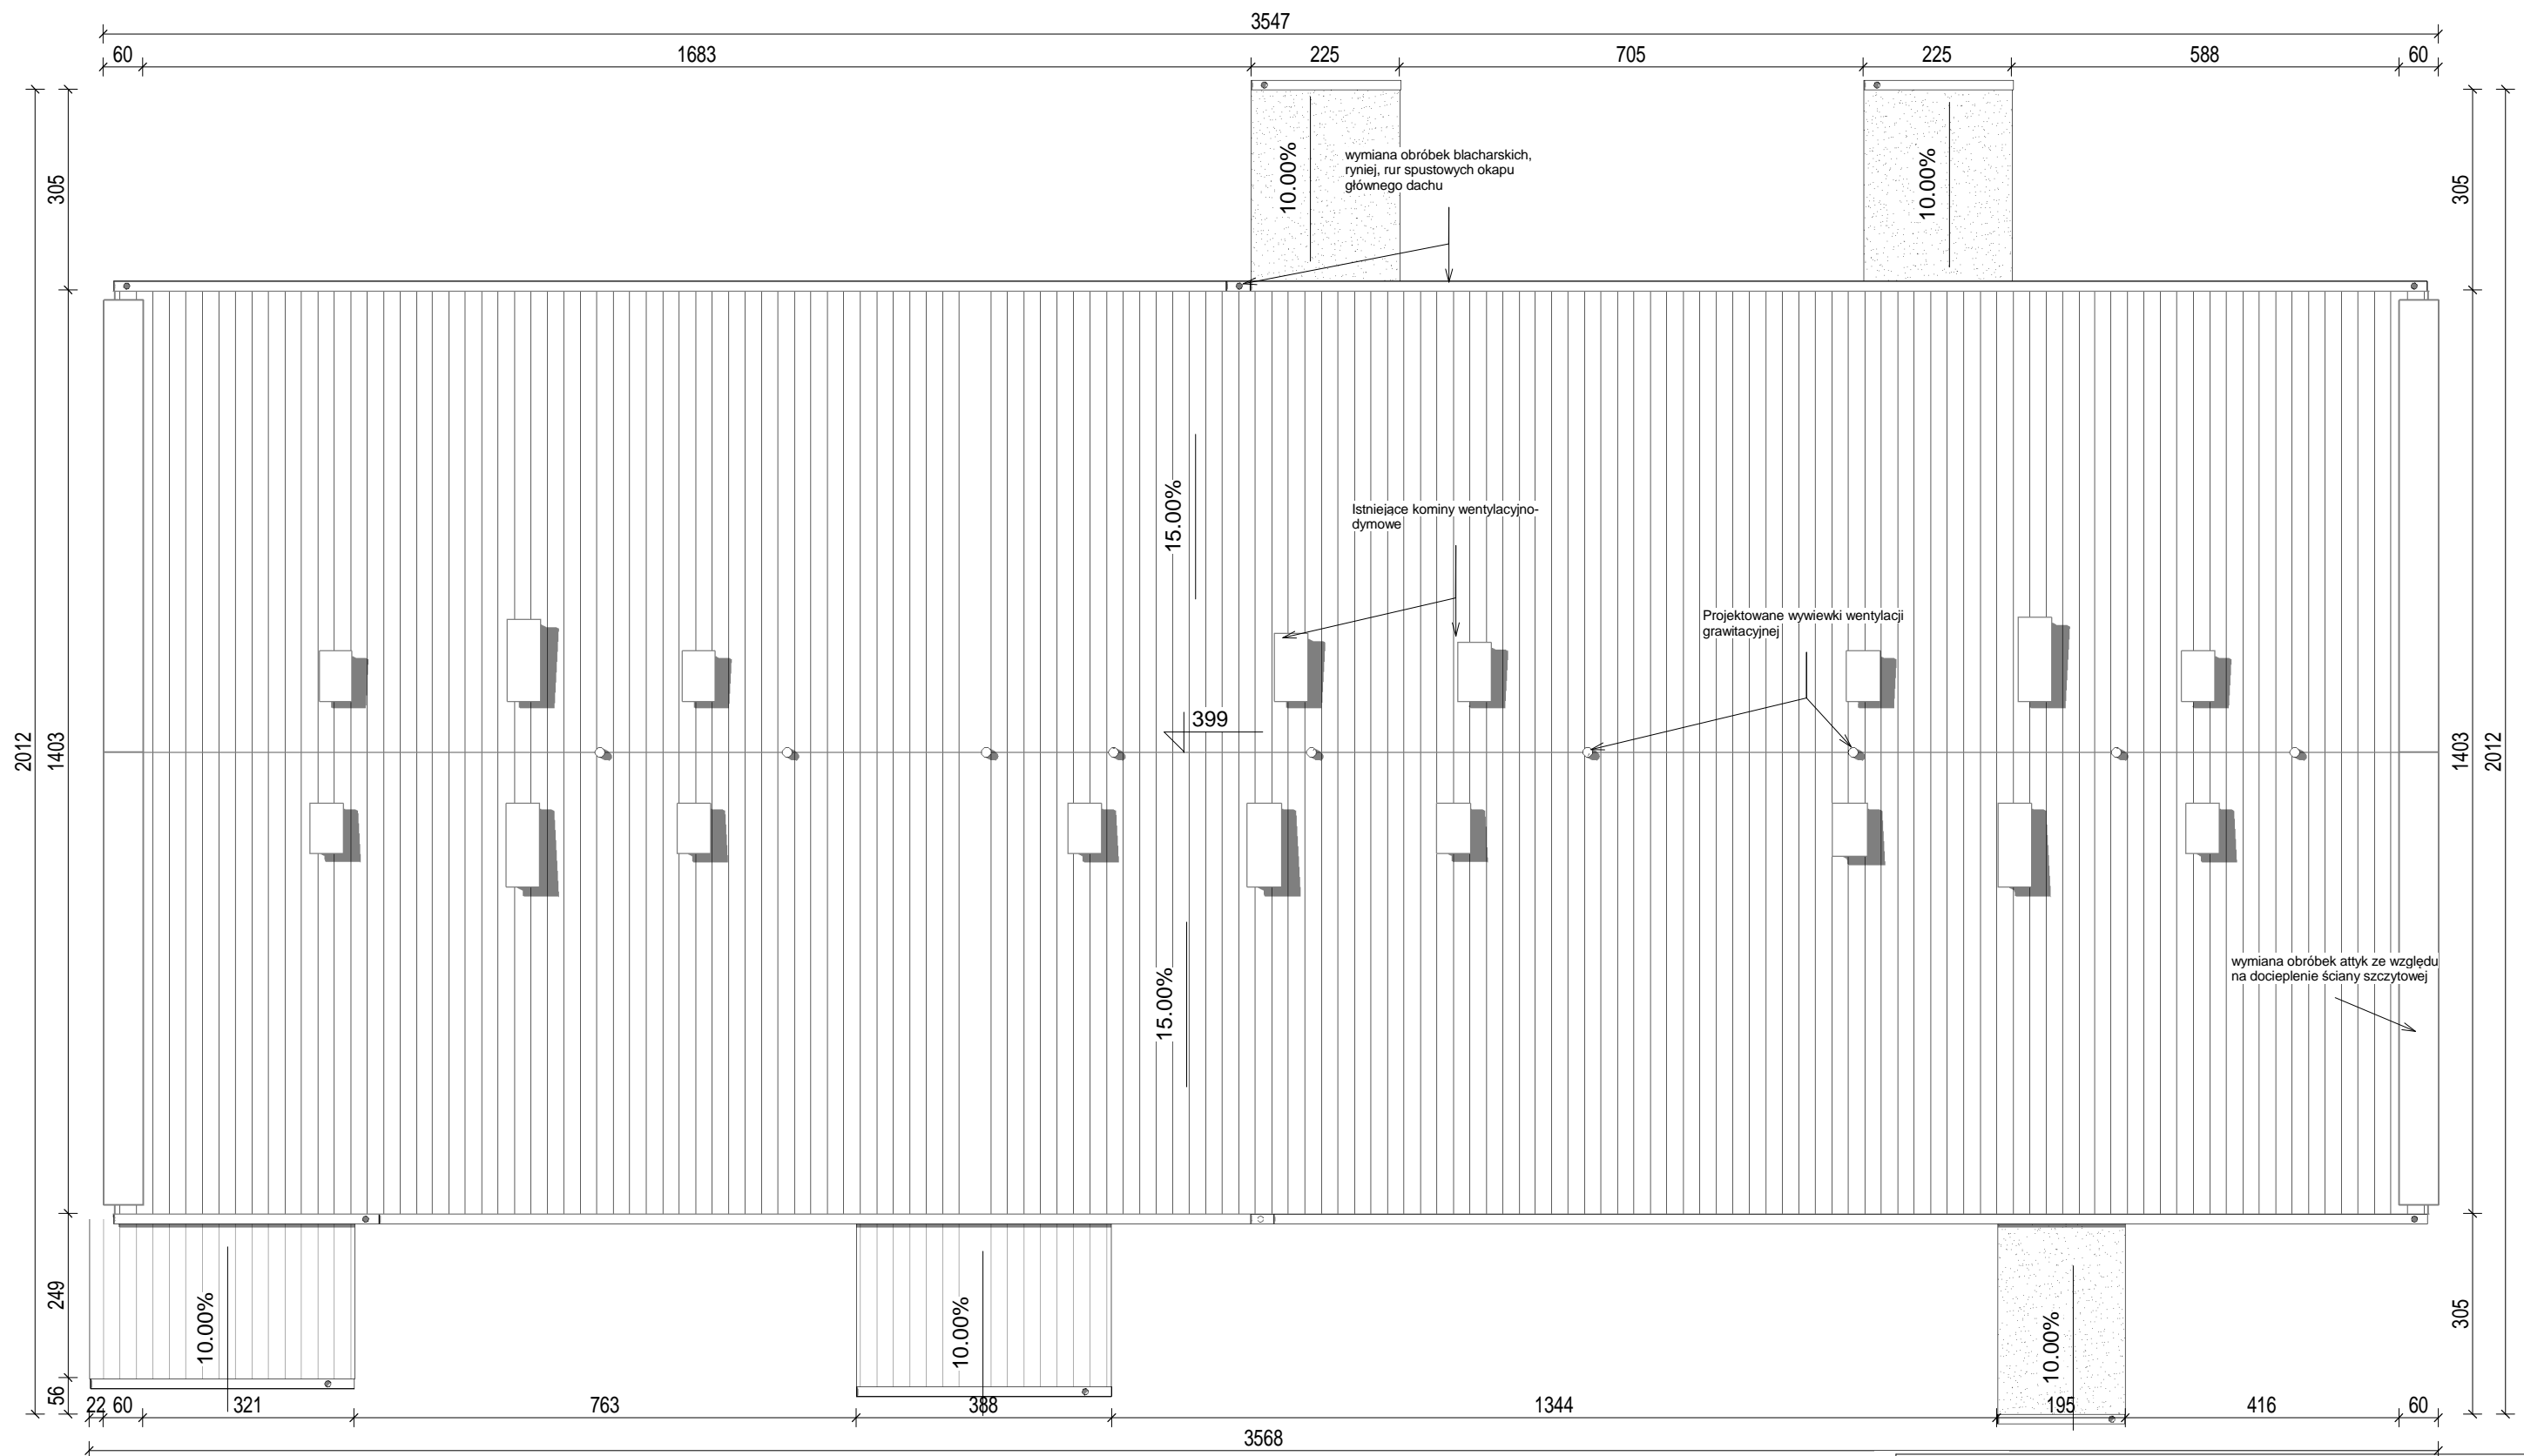 3547
60 1683 225 705 225 588 60
10.00%
wymiana obróbek blacharskich,
ryniej, rur spustowych okapu
głównego dachu
10.00%
305
305
15.00%
Istniejące kominy wentylacyjno-
dymowe
Projektowane wywiewki wentylacji
grawitacyjnej
399
2012
1403
1403
2012
15.00%
wymiana obróbek attyk ze względu
na docieplenie ściany szczytowej
249
10.00%
10.00%
10.00%
305
56
22 60 321 763 388 1344 195 416 60
3568